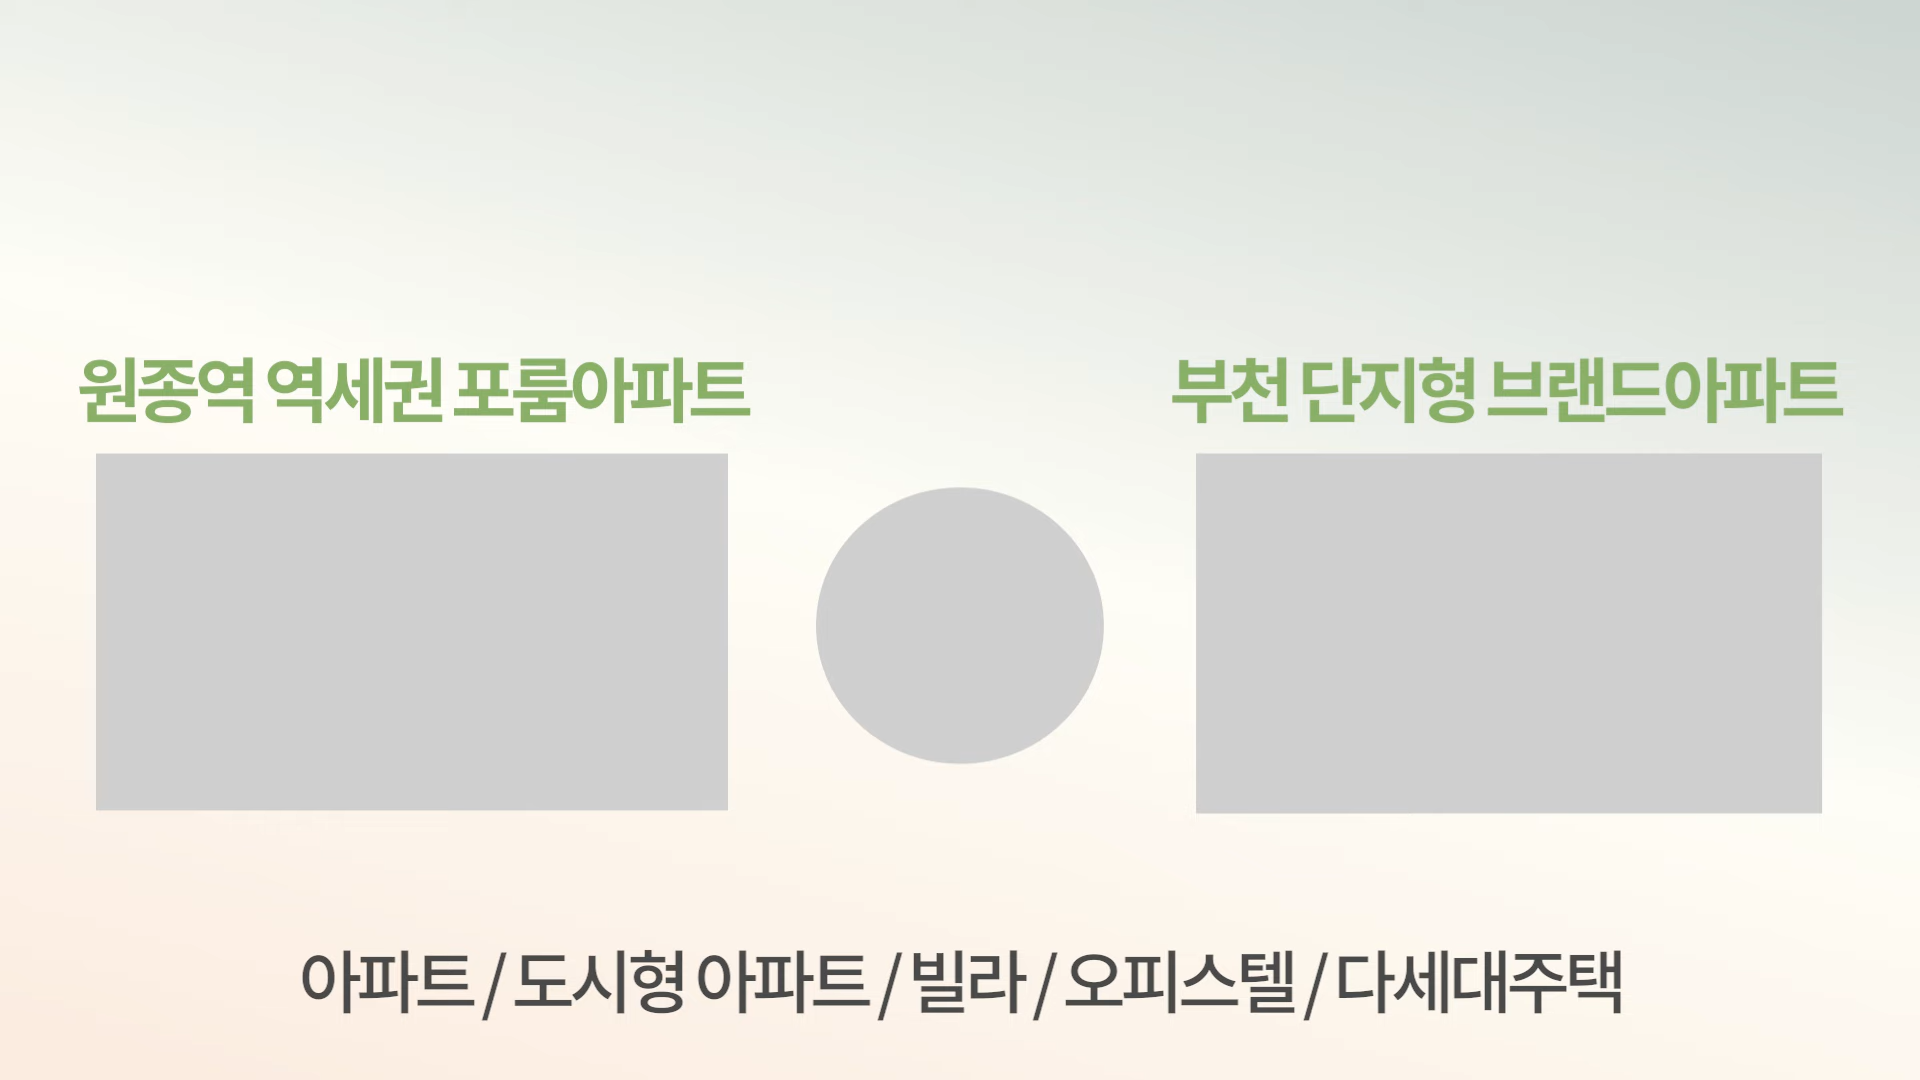 원종역 역세권 포룸아파트
부천 단지형 브랜드아파트
아파트 / 도시형 아파트 / 빌라 / 오피스텔 / 다세대주택